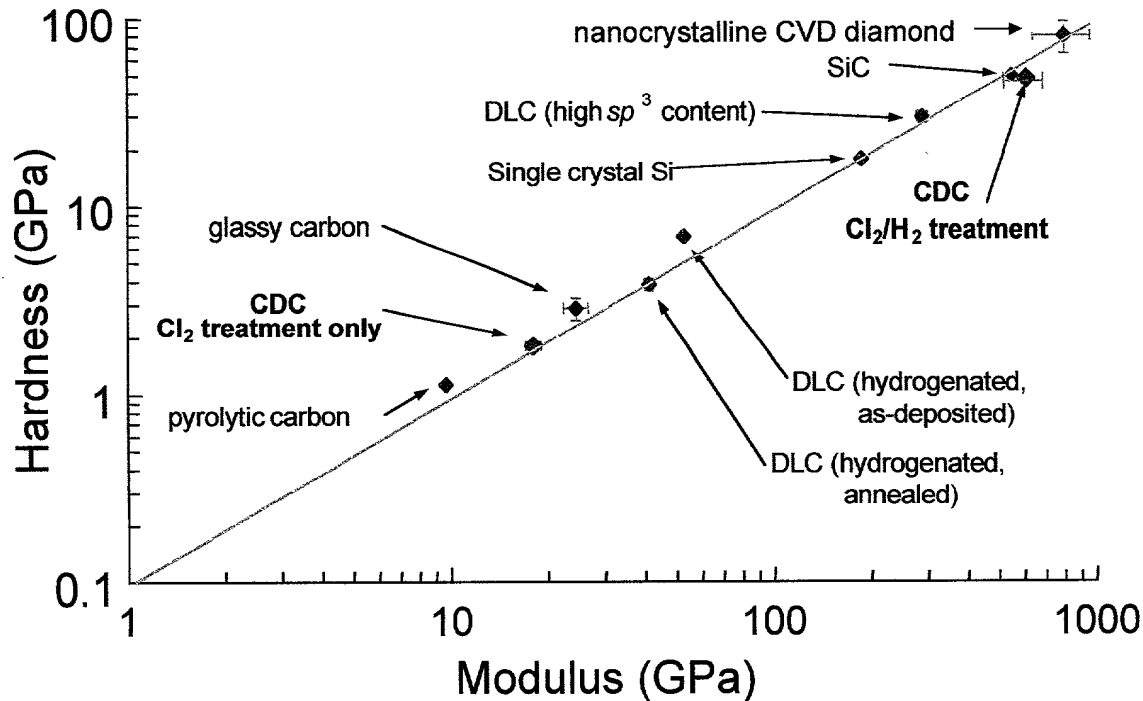 100
10
1
0.1
Hardness (GPa)
nanocrystalline CVD diamond
SiC
DLC (high sp ³ content)
Single crystal Si
CDC
Cl₂/H₂ treatment
glassy carbon
CDC
Cl₂ treatment only
pyrolytic carbon
DLC (hydrogenated,
as-deposited)
DLC (hydrogenated,
annealed)
1
10
100
1000
Modulus (GPa)